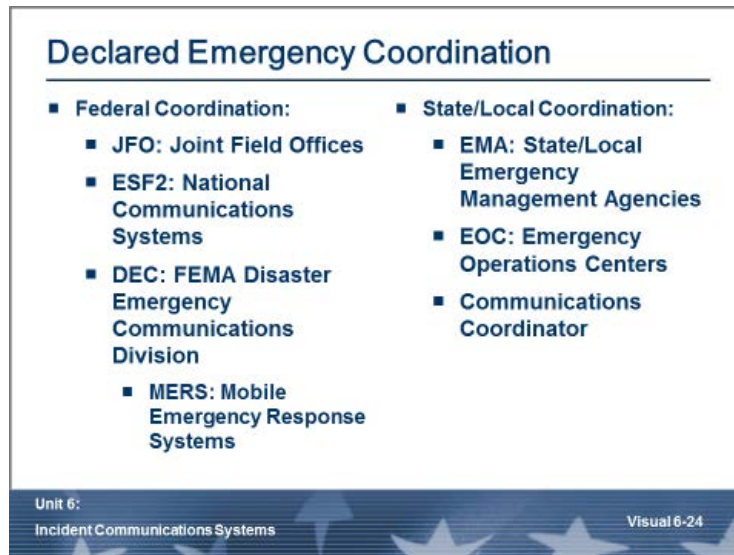 Declared Emergency Coordination
■ Federal Coordination:
■ JFO: Joint Field Offices
■ ESF2: National
Communications
Systems
■ DEC: FEMA Disaster
Emergency
Communications
Division
■ MERS: Mobile
Emergency Response
Systems
■ State/Local Coordination:
■ EMA: State/Local
Emergency
Management Agencies
■ EOC: Emergency
Operations Centers
■ Communications
Coordinator
Unit 6:
Incident Communications Systems
Visual 6-24